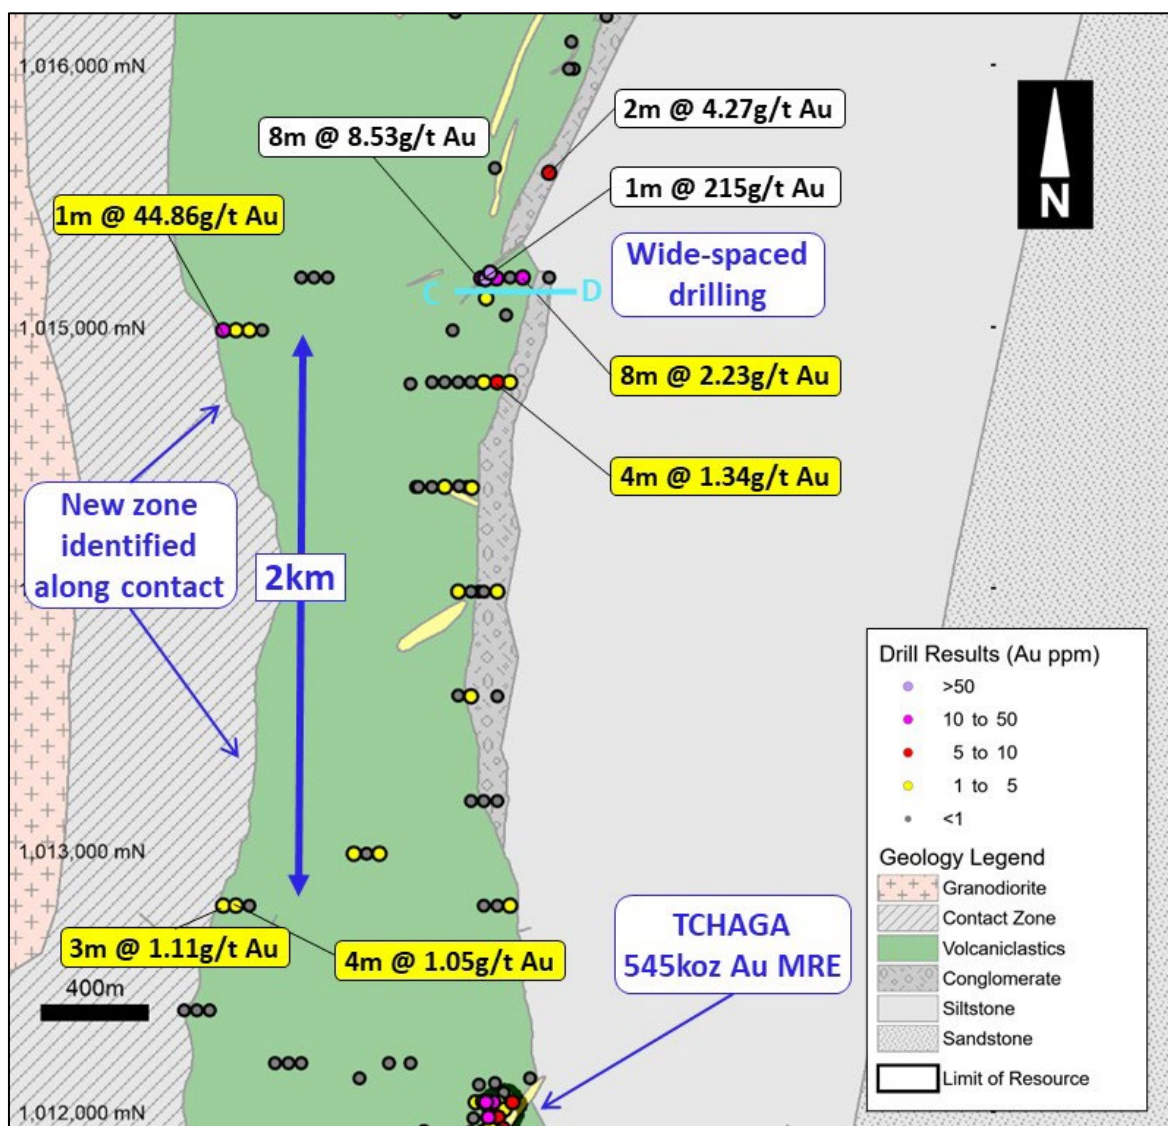 1,016,000 mN
2m @ 4.27g/t Au
8m @ 8.53g/t Au
1m @ 215g/t Au
N
1m @ 44.86g/t Au
Wide-spaced
drilling
C
D
1,015,000 mN
8m @ 2.23g/t Au
4m @ 1.34g/t Au
New zone
identified
along contact
2km
1,013,000 mN
3m @ 1.11g/t Au
4m @ 1.05g/t Au
TCHAGA
545koz Au MRE
400m
1,012,000 mN
Drill Results (Au ppm)
>50
10 to 50
5 to 10
1 to 5
<1
Geology Legend
Granodiorite
Contact Zone
Volcaniclastics
Conglomerate
Siltstone
Sandstone
Limit of Resource